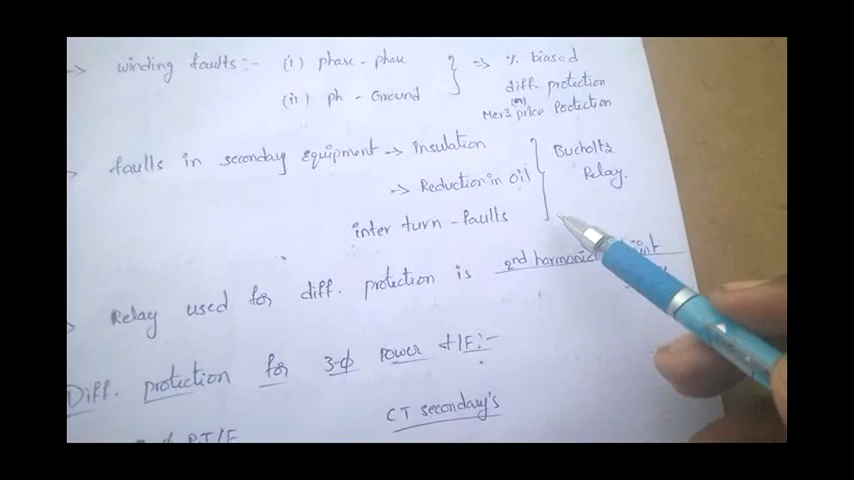 → winding faults:- (i) phase-phase } → % biased
(ii) ph - Ground diff. protection
(or)
Merz price Protection
faults in secondary equipment → insulation } Bucholtz
→ Reduction in oil Relay.
inter turn - faults
Relay used for diff. protection is 2nd harmonic
Diff. protection for 3-ф Power t/F:-
CT secondary's